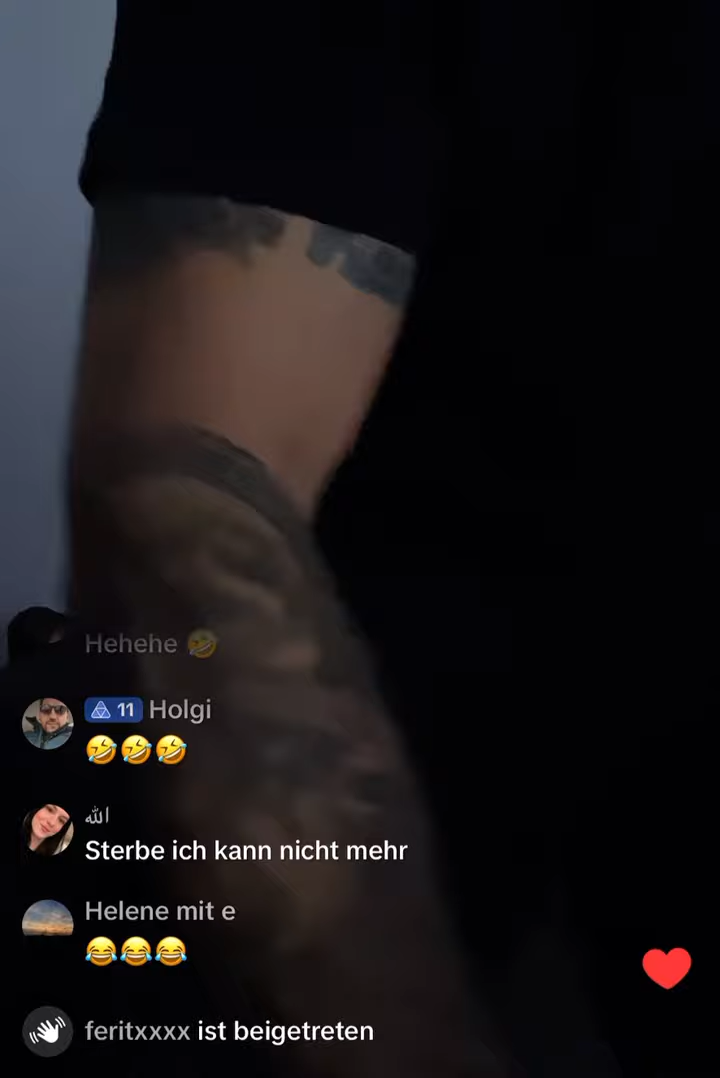 Hehehe 🤣
11 Holgi
🤣🤣🤣
الله
Sterbe ich kann nicht mehr
Helene mit e
😂😂😂
feritxxxx ist beigetreten